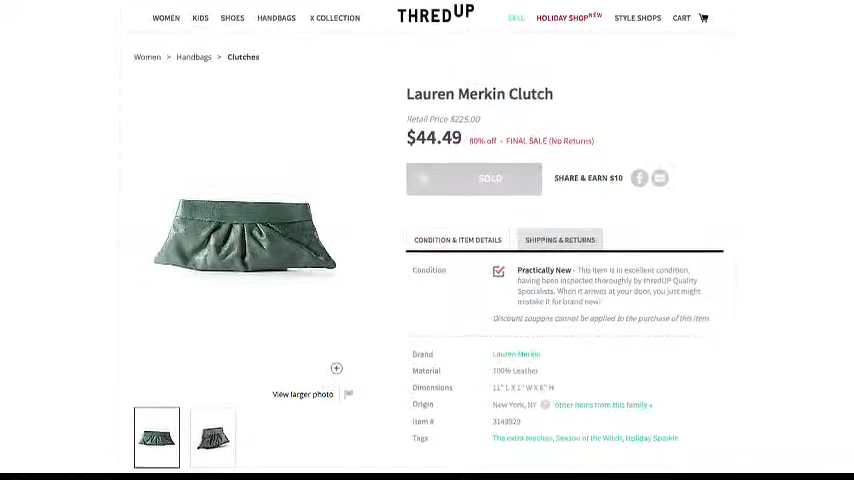 WOMEN KIDS SHOES HANDBAGS X COLLECTION THREDUP SELL HOLIDAY SHOP NEW STYLE SHOPS CART
Women > Handbags > Clutches
Lauren Merkin Clutch
Retail Price $225.00
$44.49 80% off - FINAL SALE (No Returns)
SOLD SHARE & EARN $10
CONDITION & ITEM DETAILS SHIPPING & RETURNS
Condition Practically New - This item is in excellent condition,
having been inspected thoroughly by thredUP Quality
Specialists. When it arrives at your door, you just might
mistake it for brand new!
Discount coupons cannot be applied to the purchase of this item.
Brand Lauren Merkin
Material 100% Leather
Dimensions 11" L X 1" W X 6" H
Origin New York, NY ? other items from this family »
Item # 3149929
Tags The extra touches, Season of the Witch, Holiday Sparkle
View larger photo